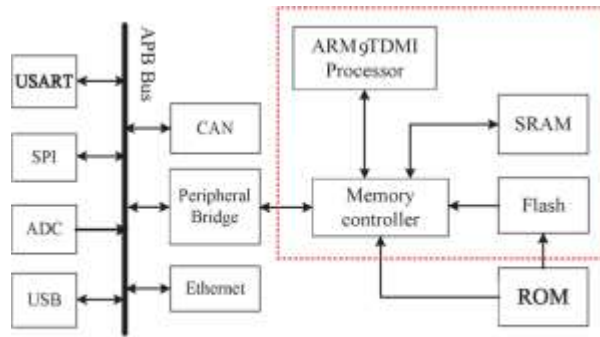 USART
SPI
ADC
USB
APB Bus
CAN
Peripheral
Bridge
Ethernet
ARM9TDMI
Processor
Memory
controller
SRAM
Flash
ROM